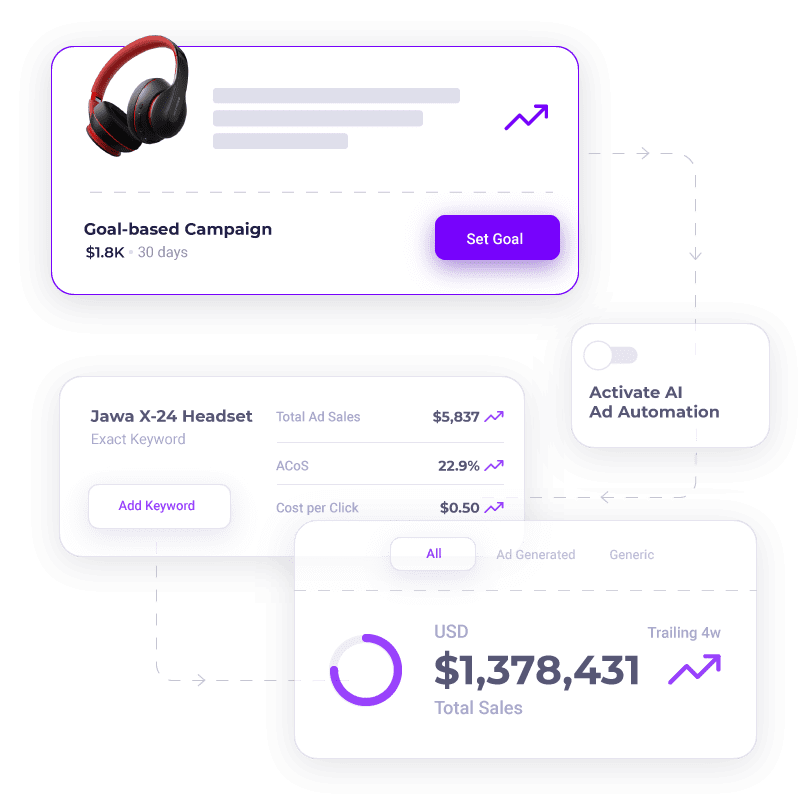 Goal-based Campaign
$1.8K • 30 days
Set Goal
Activate AI
Ad Automation
Jawa X-24 Headset
Exact Keyword
Add Keyword
Total Ad Sales $5,837
ACoS 22.9%
Cost per Click $0.50
All Ad Generated Generic
USD Trailing 4w
$1,378,431
Total Sales